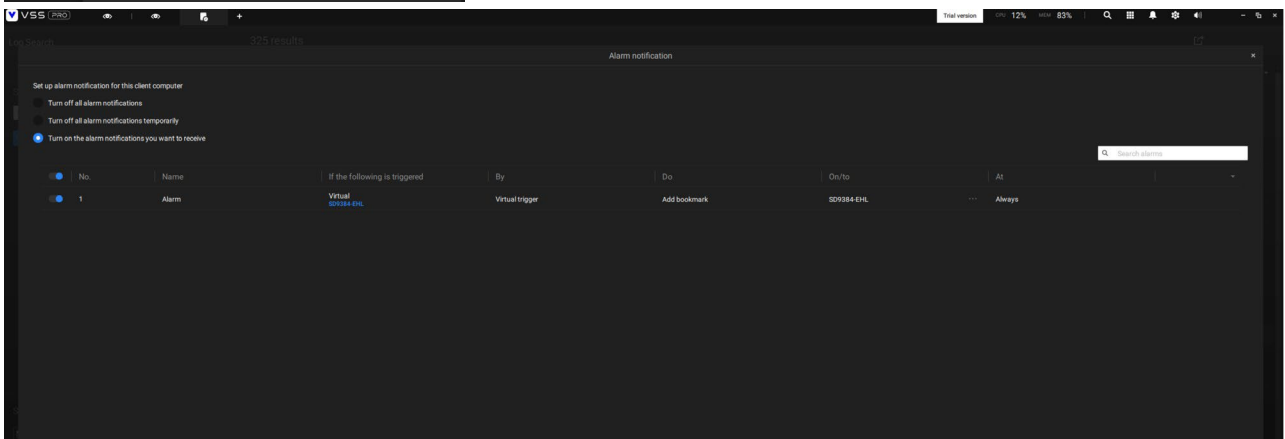 VSS PRO
Trial version CPU 12% MEM 83%
Log Search 325 results
Alarm notification
Set up alarm notification for this client computer
Turn off all alarm notifications
Turn off all alarm notifications temporarily
Turn on the alarm notifications you want to receive
Search alarms
No. Name If the following is triggered By Do On/to At
1 Alarm Virtual Virtual trigger Add bookmark SD9384-EHL ... Always
SD9384-EHL